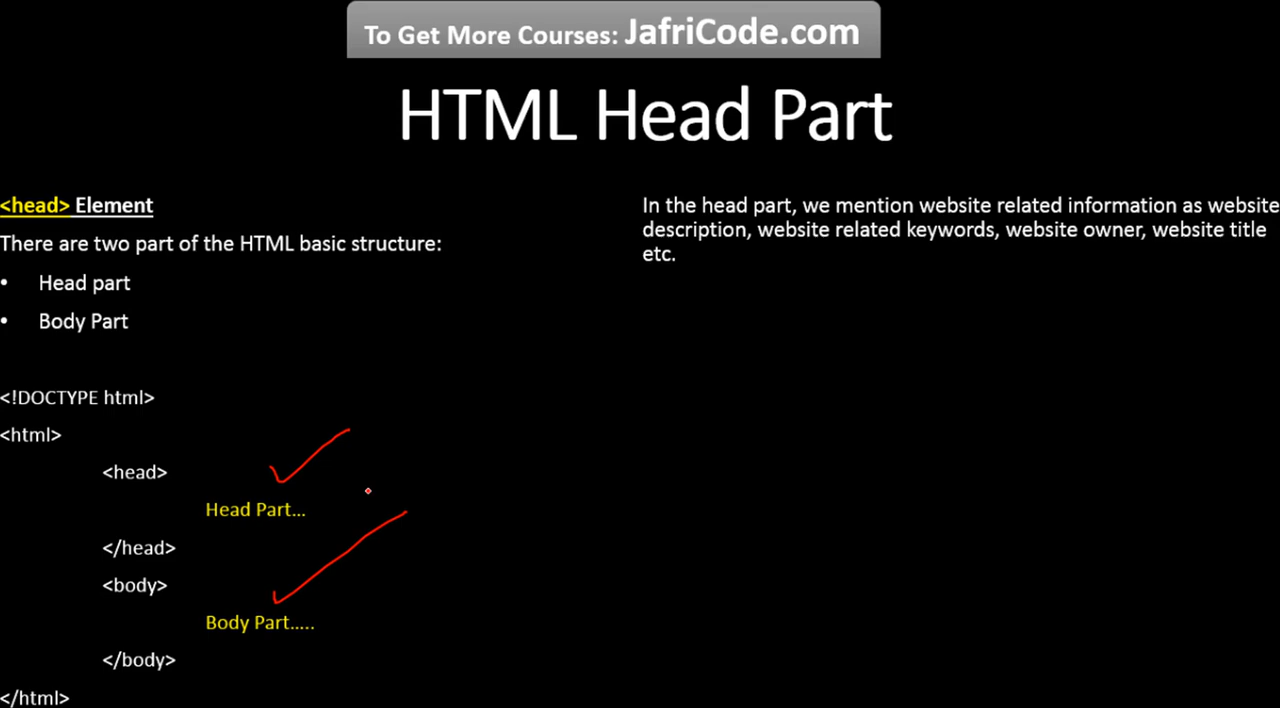 To Get More Courses: JafriCode.com
HTML Head Part
<head> Element
There are two part of the HTML basic structure:
• Head part
• Body Part
<!DOCTYPE html>
<html>
<head>
Head Part...
</head>
<body>
Body Part.....
</body>
</html>
In the head part, we mention website related information as website
description, website related keywords, website owner, website title
etc.